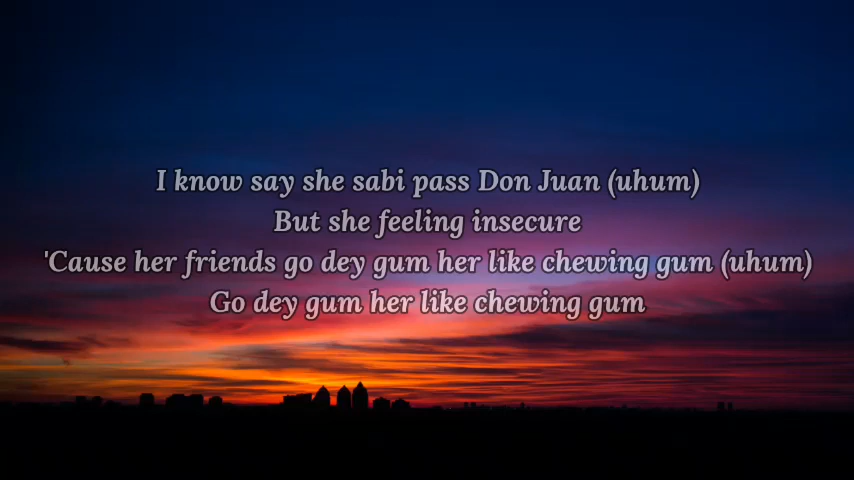 I know say she sabi pass Don Juan (uhum)
But she feeling insecure
'Cause her friends go dey gum her like chewing gum (uhum)
Go dey gum her like chewing gum